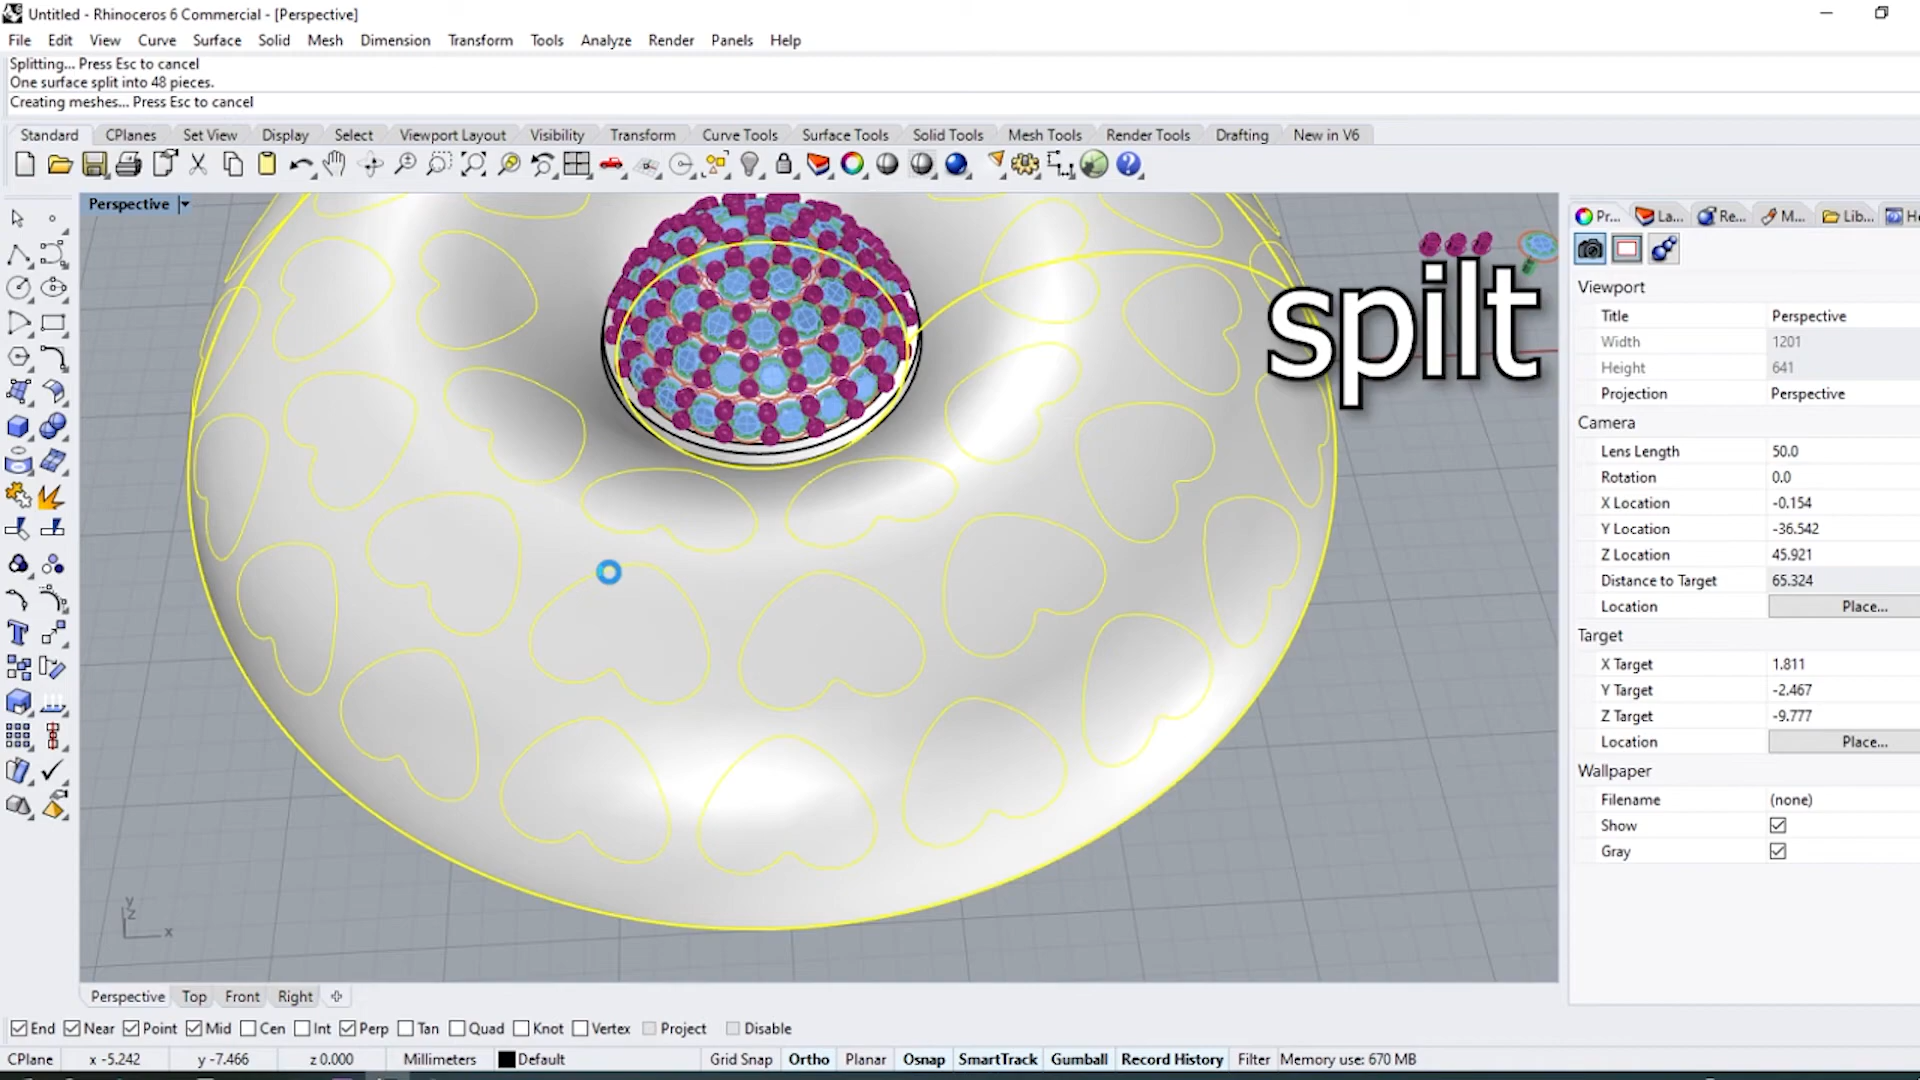 Untitled - Rhinoceros 6 Commercial - [Perspective]
File Edit View Curve Surface Solid Mesh Dimension Transform Tools Analyze Render Panels Help
Splitting... Press Esc to cancel
One surface split into 48 pieces.
Creating meshes... Press Esc to cancel
Standard CPlanes Set View Display Select Viewport Layout Visibility Transform Curve Tools Surface Tools Solid Tools Mesh Tools Render Tools Drafting New in V6
Perspective
Pr... La... Re... M... Lib...
spilt
Viewport
Title Perspective
Width 1201
Height 641
Projection Perspective
Camera
Lens Length 50.0
Rotation 0.0
X Location -0.154
Y Location -36.542
Z Location 45.921
Distance to Target 65.324
Location Place...
Target
X Target 1.811
Y Target -2.467
Z Target -9.777
Location Place...
Wallpaper
Filename (none)
Show
Gray
y
z
x
Perspective Top Front Right
End Near Point Mid Cen Int Perp Tan Quad Knot Vertex Project Disable
CPlane x -5.242 y -7.466 z 0.000 Millimeters Default Grid Snap Ortho Planar Osnap SmartTrack Gumball Record History Filter Memory use: 670 MB